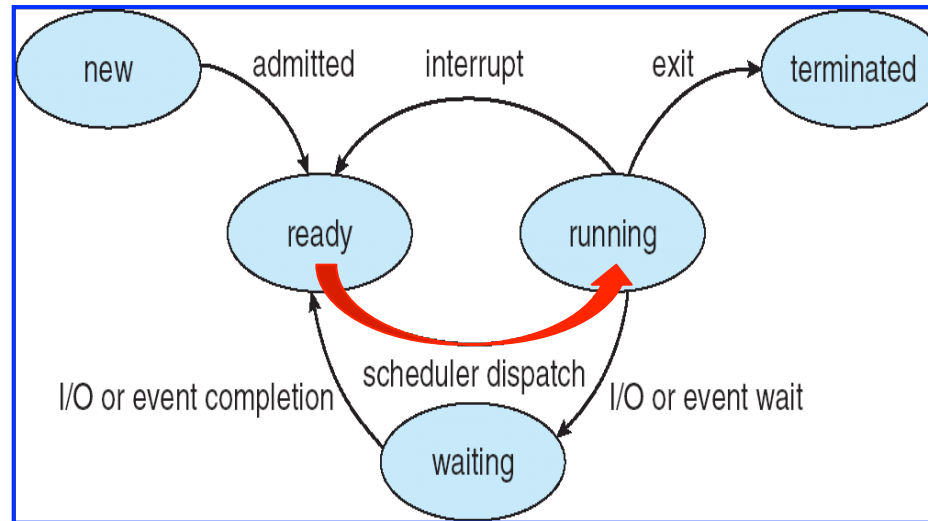 new
admitted
interrupt
exit
terminated
ready
running
scheduler dispatch
I/O or event completion
I/O or event wait
waiting